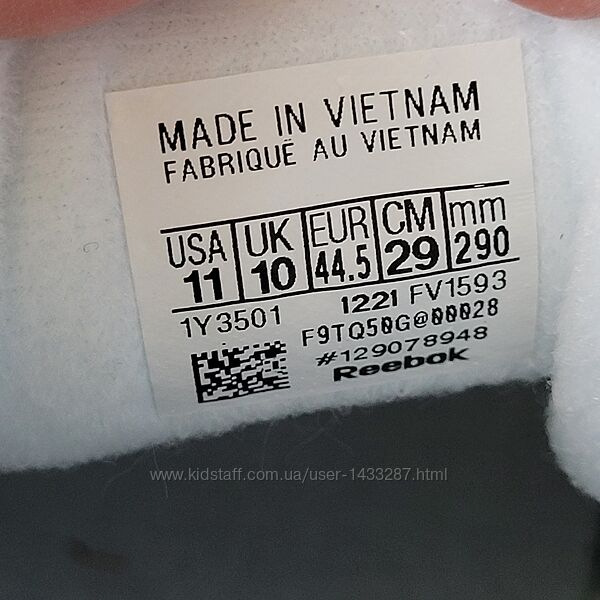 MADE IN VIETNAM
FABRIQUÉ AU VIETNAM
USA UK EUR CM mm
11 10 44.5 29 290
1Y3501 1221 FV1593
F9TQ50G@00028
#129078948
Reebok
www.kidstaff.com.ua/user-1433287.html